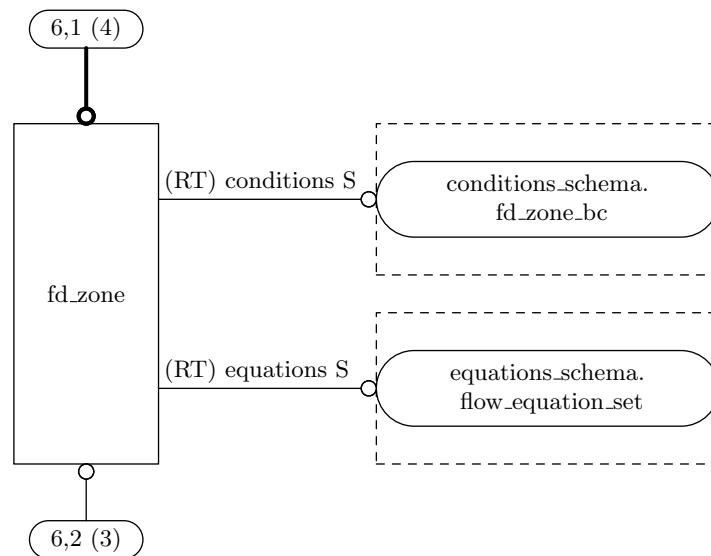 6,1 (4)
(RT) conditions S
conditions_schema.
fd_zone_bc
fd_zone
(RT) equations S
equations_schema.
flow_equation_set
6,2 (3)